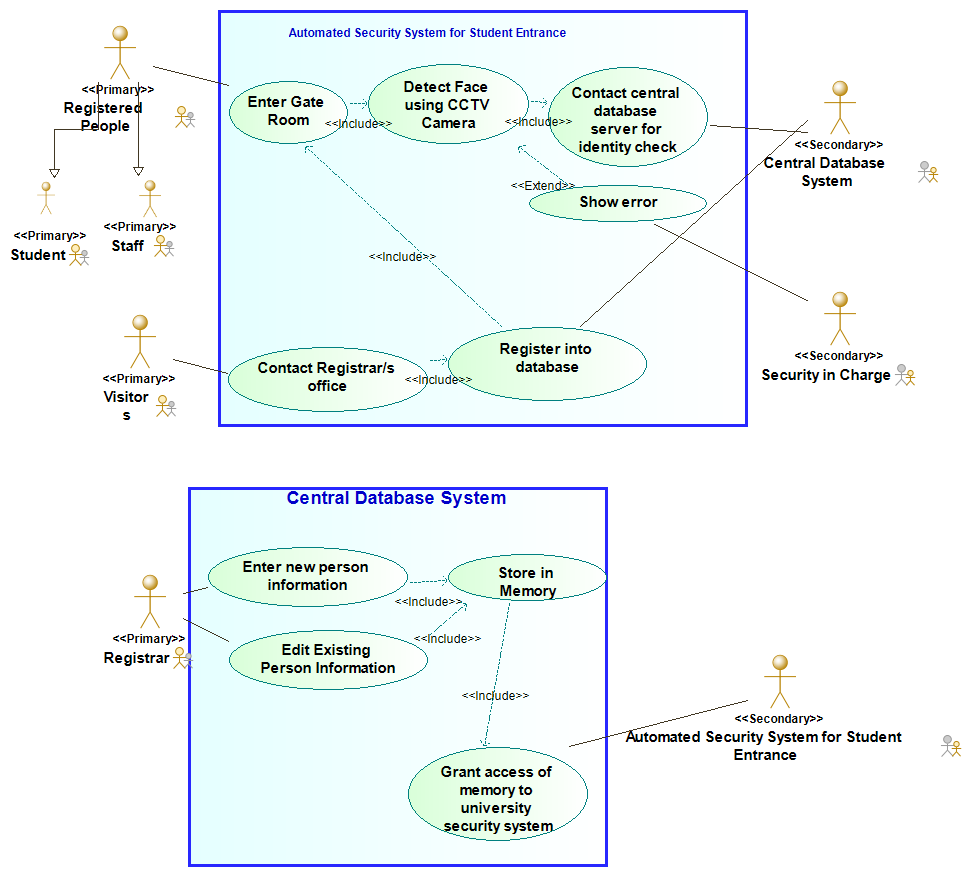 Automated Security System for Student Entrance
<<Primary>>
Registered
People
<<Primary>>
Student
<<Primary>>
Staff
Enter Gate
Room
<<Include>>
Detect Face
using CCTV
Camera
<<Include>>
Contact central
database
server for
identity check
<<Secondary>>
Central Database
System
<<Extend>>
Show error
<<Include>>
<<Primary>>
Visitor
s
Contact Registrar/s
office
<<Include>>
Register into
database
<<Secondary>>
Security in Charge
Central Database System
<<Primary>>
Registrar
Enter new person
information
<<Include>>
Store in
Memory
Edit Existing
Person Information
<<Include>>
<<Include>>
Grant access of
memory to
university
security system
<<Secondary>>
Automated Security System for Student
Entrance